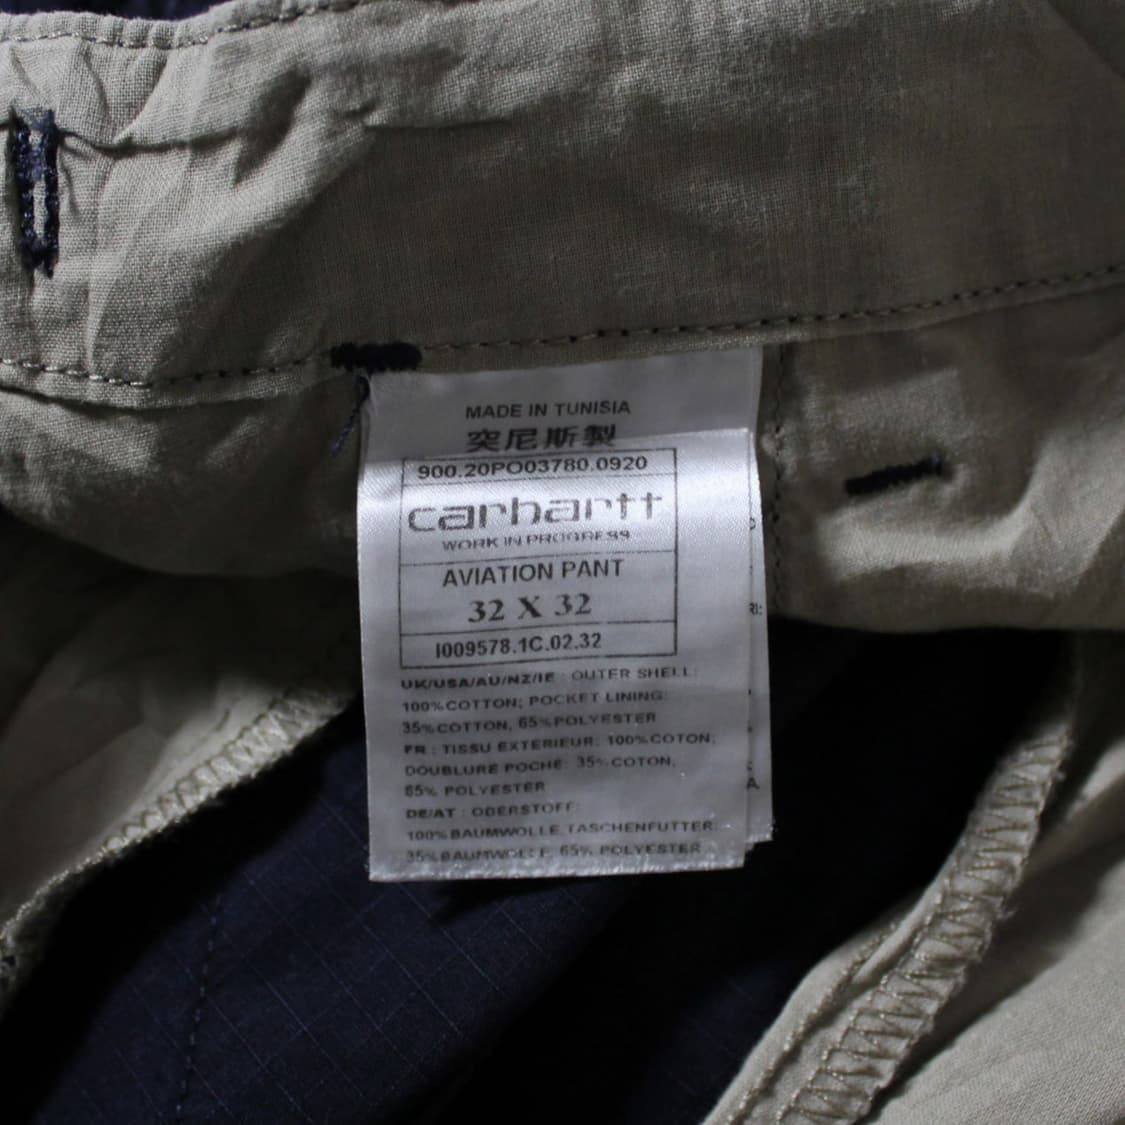 MADE IN TUNISIA
突尼斯製
900.20PO03780.0920
carhartt
WORK IN PROGRESS
AVIATION PANT
32 X 32
I009578.1C.02.32
UK/USA/AU/NZ/IE : OUTER SHELL:
100%COTTON; POCKET LINING:
35%COTTON, 65%POLYESTER
FR : TISSU EXTERIEUR: 100%COTON;
DOUBLURE POCHE: 35%COTON,
65% POLYESTER
DE/AT : OBERSTOFF:
100%BAUMWOLLE,TASCHENFUTTER:
35%BAUMWOLLE, 65% POLYESTER